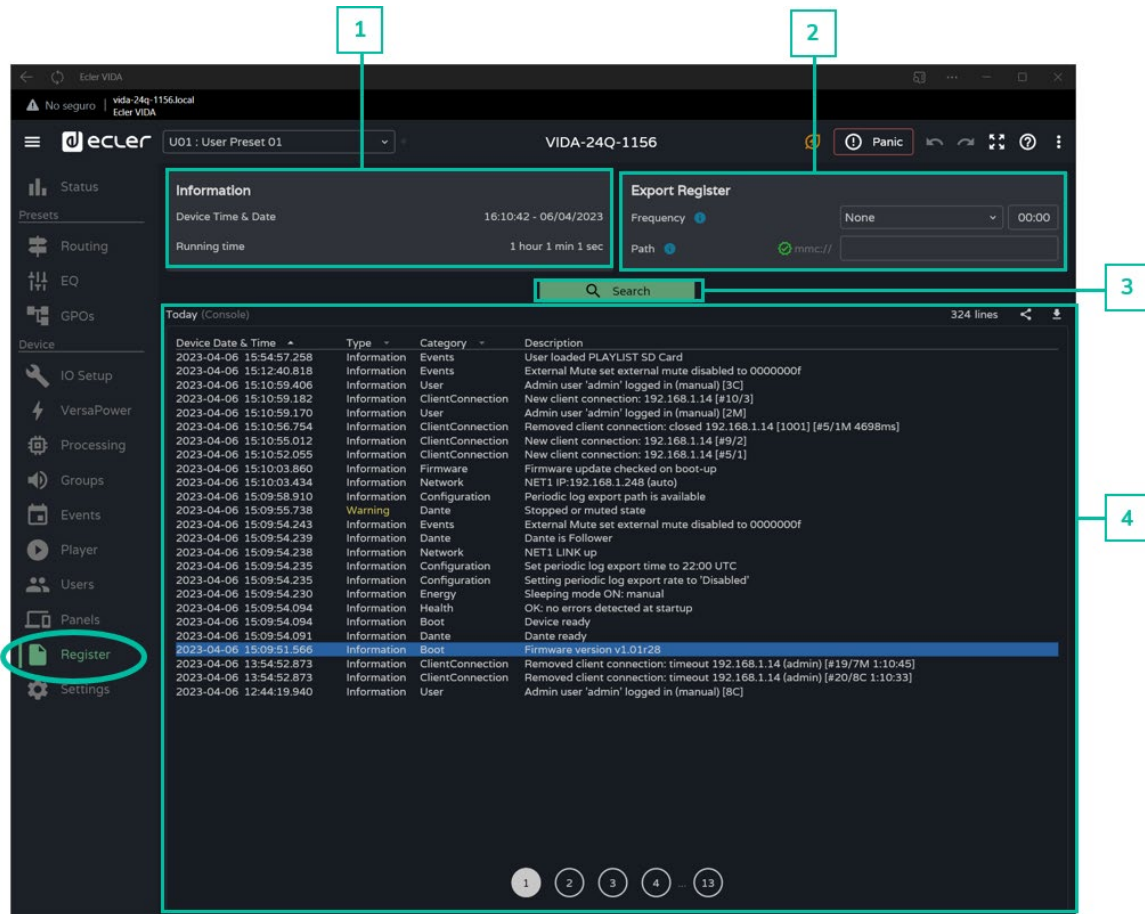 1
2
Ecler VIDA
No seguro | vida-24q-1156.local
Ecler VIDA
ecler
U01 : User Preset 01
VIDA-24Q-1156
Panic
Status
Presets
Routing
EQ
GPOs
Device
IO Setup
VersaPower
Processing
Groups
Events
Player
Users
Panels
Register
Settings
Information
Device Time & Date 16:10:42 - 06/04/2023
Running time 1 hour 1 min 1 sec
Export Register
Frequency None 00:00
Path mmc://
3
Search
Today (Console) 324 lines
4
Device Date & Time Type Category Description
2023-04-06 15:54:57.258 Information Events User loaded PLAYLIST SD Card
2023-04-06 15:12:40.818 Information Events External Mute set external mute disabled to 0000000f
2023-04-06 15:10:59.406 Information User Admin user 'admin' logged in (manual) [3C]
2023-04-06 15:10:59.182 Information ClientConnection New client connection: 192.168.1.14 [#10/3]
2023-04-06 15:10:59.170 Information User Admin user 'admin' logged in (manual) [2M]
2023-04-06 15:10:56.754 Information ClientConnection Removed client connection: closed 192.168.1.14 [1001] [#5/1M 4698ms]
2023-04-06 15:10:55.012 Information ClientConnection New client connection: 192.168.1.14 [#9/2]
2023-04-06 15:10:52.055 Information ClientConnection New client connection: 192.168.1.14 [#5/1]
2023-04-06 15:10:03.860 Information Firmware Firmware update checked on boot-up
2023-04-06 15:10:03.434 Information Network NET1 IP:192.168.1.248 (auto)
2023-04-06 15:09:58.910 Information Configuration Periodic log export path is available
2023-04-06 15:09:55.738 Warning Dante Stopped or muted state
2023-04-06 15:09:54.243 Information Events External Mute set external mute disabled to 0000000f
2023-04-06 15:09:54.239 Information Dante Dante is Follower
2023-04-06 15:09:54.238 Information Network NET1 LINK up
2023-04-06 15:09:54.235 Information Configuration Set periodic log export time to 22:00 UTC
2023-04-06 15:09:54.235 Information Configuration Setting periodic log export rate to 'Disabled'
2023-04-06 15:09:54.230 Information Energy Sleeping mode ON: manual
2023-04-06 15:09:54.094 Information Health OK: no errors detected at startup
2023-04-06 15:09:54.094 Information Boot Device ready
2023-04-06 15:09:54.091 Information Dante Dante ready
2023-04-06 15:09:51.566 Information Boot Firmware version v1.01r28
2023-04-06 13:54:52.873 Information ClientConnection Removed client connection: timeout 192.168.1.14 (admin) [#19/7M 1:10:45]
2023-04-06 13:54:52.873 Information ClientConnection Removed client connection: timeout 192.168.1.14 (admin) [#20/8C 1:10:33]
2023-04-06 12:44:19.940 Information User Admin user 'admin' logged in (manual) [8C]
1 2 3 4 ... 13